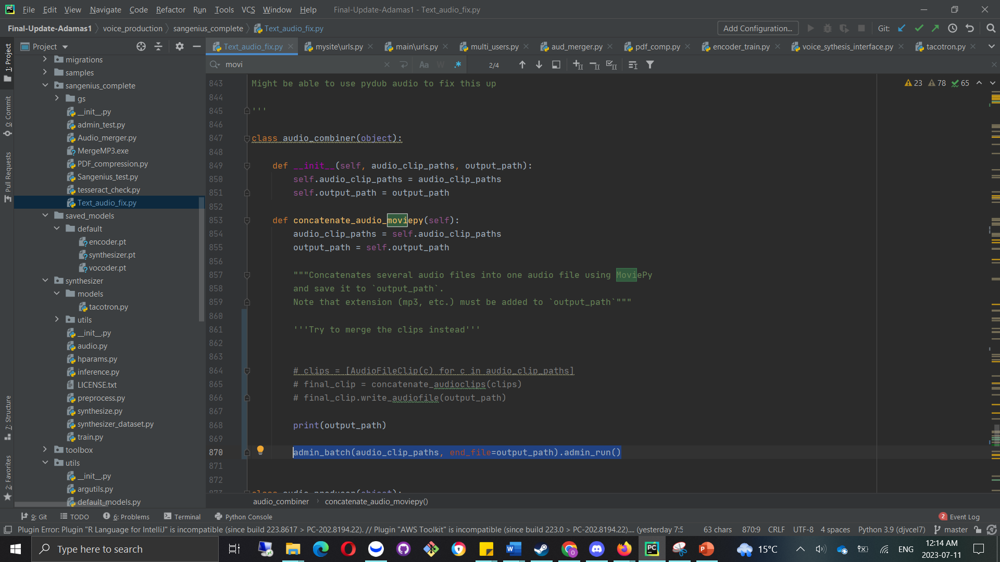 File Edit View Navigate Code Refactor Run Tools VCS Window Help Final-Update-Adamas1 - Text_audio_fix.py
Final-Update-Adamas1 voice_production sangenius_complete Text_audio_fix.py Add Configuration... Git:
Project Text_audio_fix.py mysite\urls.py main\urls.py multi_users.py aud_merger.py pdf_comp.py encoder_train.py voice_sythesis_interface.py tacotron.py
movi Aa W .* 2/4
1: Project
0: Commit
Pull Requests
7: Structure
2: Favorites
migrations
samples
sangenius_complete
gs
__init__.py
admin_test.py
Audio_merger.py
MergeMP3.exe
PDF_compression.py
Sangenius_test.py
tesseract_check.py
Text_audio_fix.py
saved_models
default
encoder.pt
synthesizer.pt
vocoder.pt
synthesizer
models
tacotron.py
utils
__init__.py
audio.py
hparams.py
inference.py
LICENSE.txt
preprocess.py
synthesize.py
synthesizer_dataset.py
train.py
toolbox
utils
__init__.py
argutils.py
default_models.py
23 78 65
843 Might be able to use pydub audio to fix this up
844
845 '''
846
847 class audio_combiner(object):
848
849 def __init__(self, audio_clip_paths, output_path):
850 self.audio_clip_paths = audio_clip_paths
851 self.output_path = output_path
852
853 def concatenate_audio_moviepy(self):
854 audio_clip_paths = self.audio_clip_paths
855 output_path = self.output_path
856
857 """Concatenates several audio files into one audio file using MoviePy
858 and save it to `output_path`.
859 Note that extension (mp3, etc.) must be added to `output_path`"""
860
861 '''Try to merge the clips instead'''
862
863
864 # clips = [AudioFileClip(c) for c in audio_clip_paths]
865 # final_clip = concatenate_audioclips(clips)
866 # final_clip.write_audiofile(output_path)
867
868 print(output_path)
869
870 admin_batch(audio_clip_paths, end_file=output_path).admin_run()
871
872
873 class audio_producer(object):
audio_combiner concatenate_audio_moviepy()
9: Git TODO 6: Problems Terminal Python Console 2 Event Log
Plugin Error: Plugin "R Language for IntelliJ" is incompatible (since build 223.8617 > PC-202.8194.22). // Plugin "AWS Toolkit" is incompatible (since build 223.0 > PC-202.8194.22).... (yesterday 7:5 63 chars 870:9 CRLF UTF-8 4 spaces Python 3.9 (djvcel7) master
Type here to search 15°C ENG 12:14 AM
2023-07-11